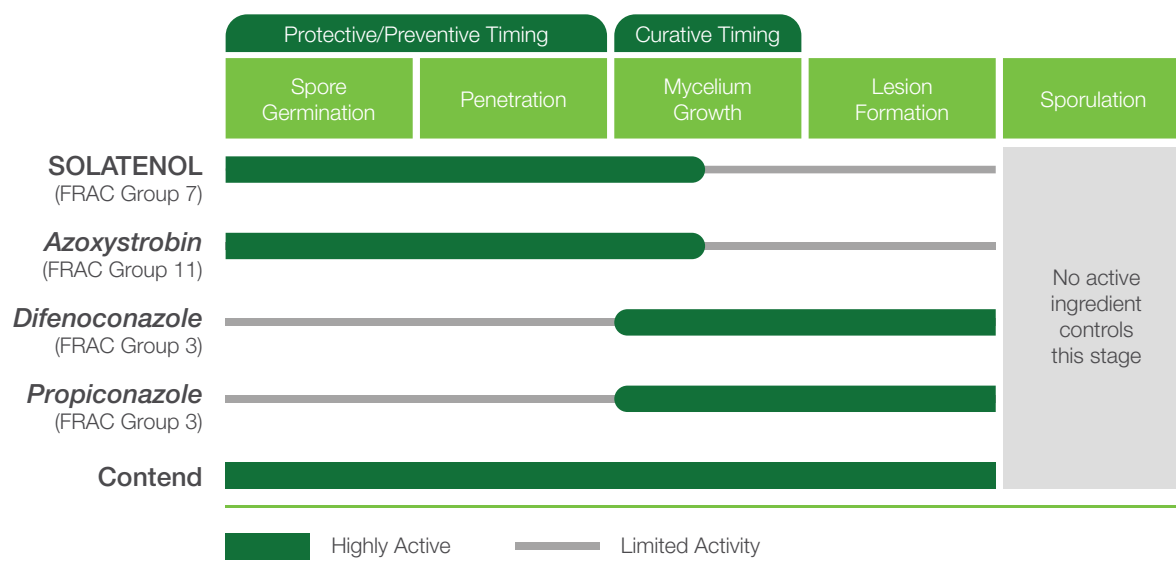 Protective/Preventive Timing
Curative Timing
Spore
Germination
Penetration
Mycelium
Growth
Lesion
Formation
Sporulation
SOLATENOL
(FRAC Group 7)
Azoxystrobin
(FRAC Group 11)
Difenoconazole
(FRAC Group 3)
Propiconazole
(FRAC Group 3)
Contend
No active
ingredient
controls
this stage
Highly Active
Limited Activity